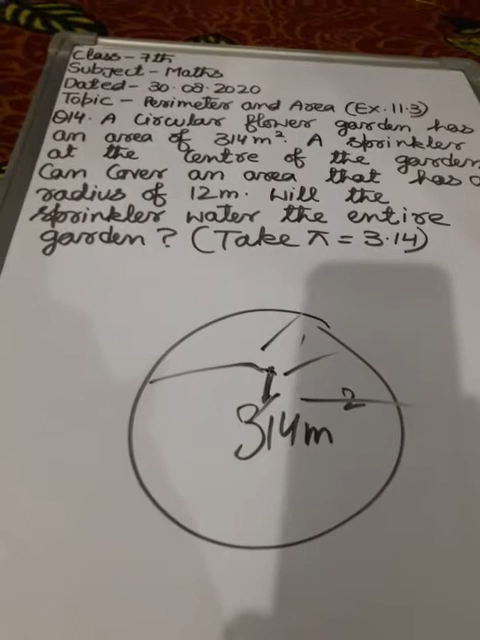 Class - 7th
Subject - Maths
Dated - 30.08.2020
Topic - Perimeter and Area (Ex. 11.3)
Q14. A Circular flower garden has
an area of 314 m². A sprinkler
at the centre of the garden
Can Cover an area that has a
radius of 12m. Will the
sprinkler water the entire
garden? (Take π = 3.14)
314m²